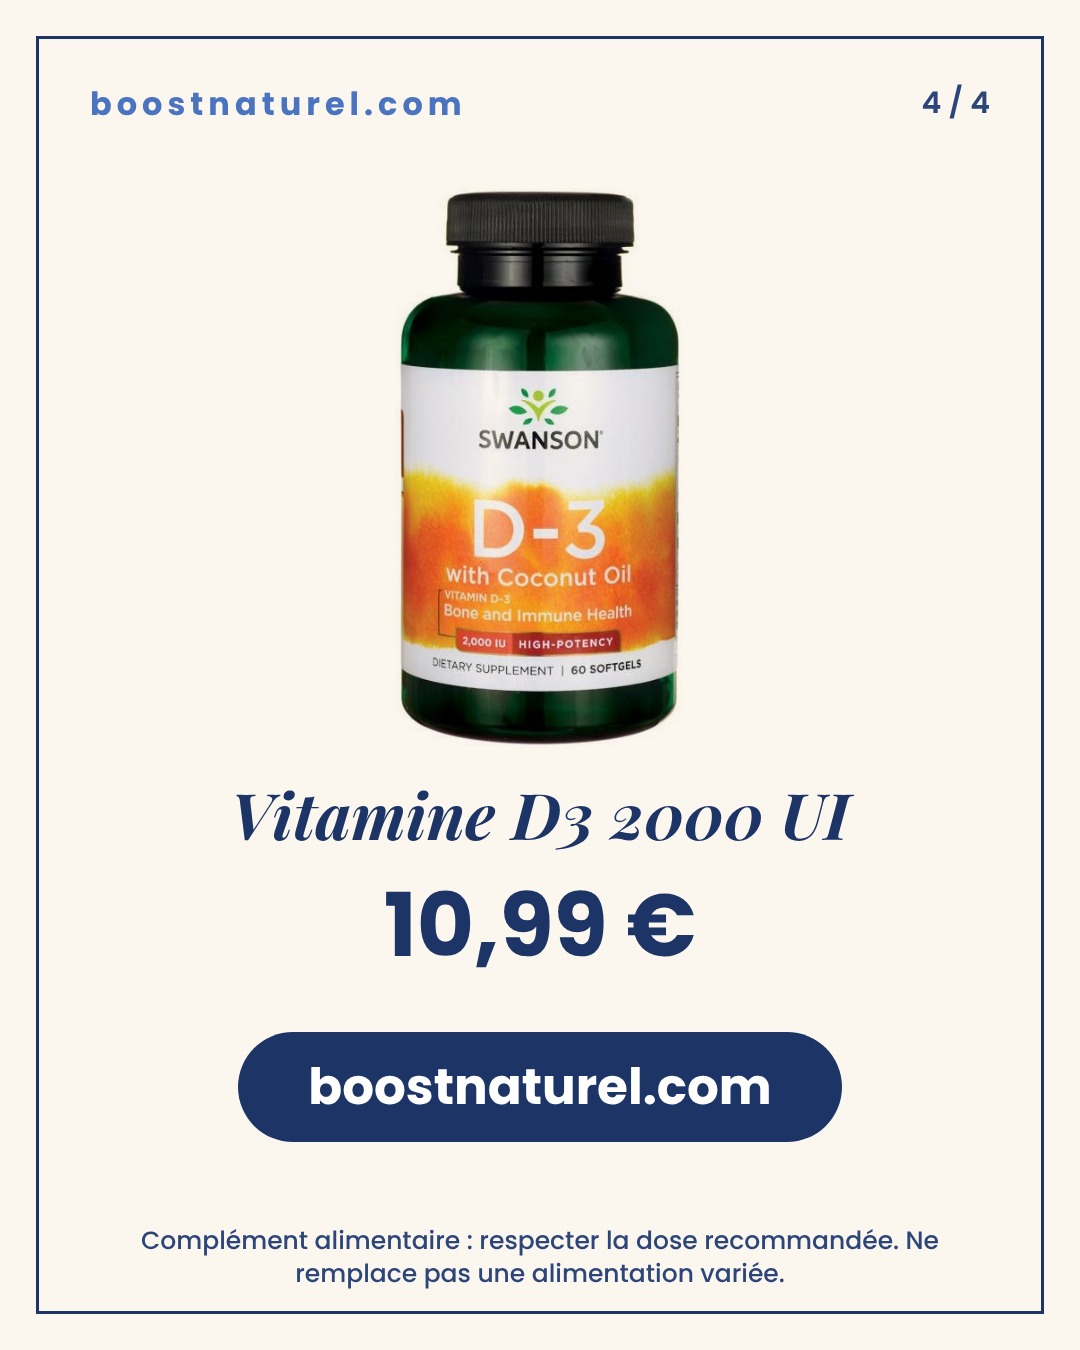 boostnaturel.com
4 / 4
SWANSON
D-3
with Coconut Oil
VITAMIN D-3
Bone and Immune Health
2,000 IU HIGH-POTENCY
DIETARY SUPPLEMENT | 60 SOFTGELS
Vitamine D3 2000 UI
10,99 €
boostnaturel.com
Complément alimentaire : respecter la dose recommandée. Ne
remplace pas une alimentation variée.